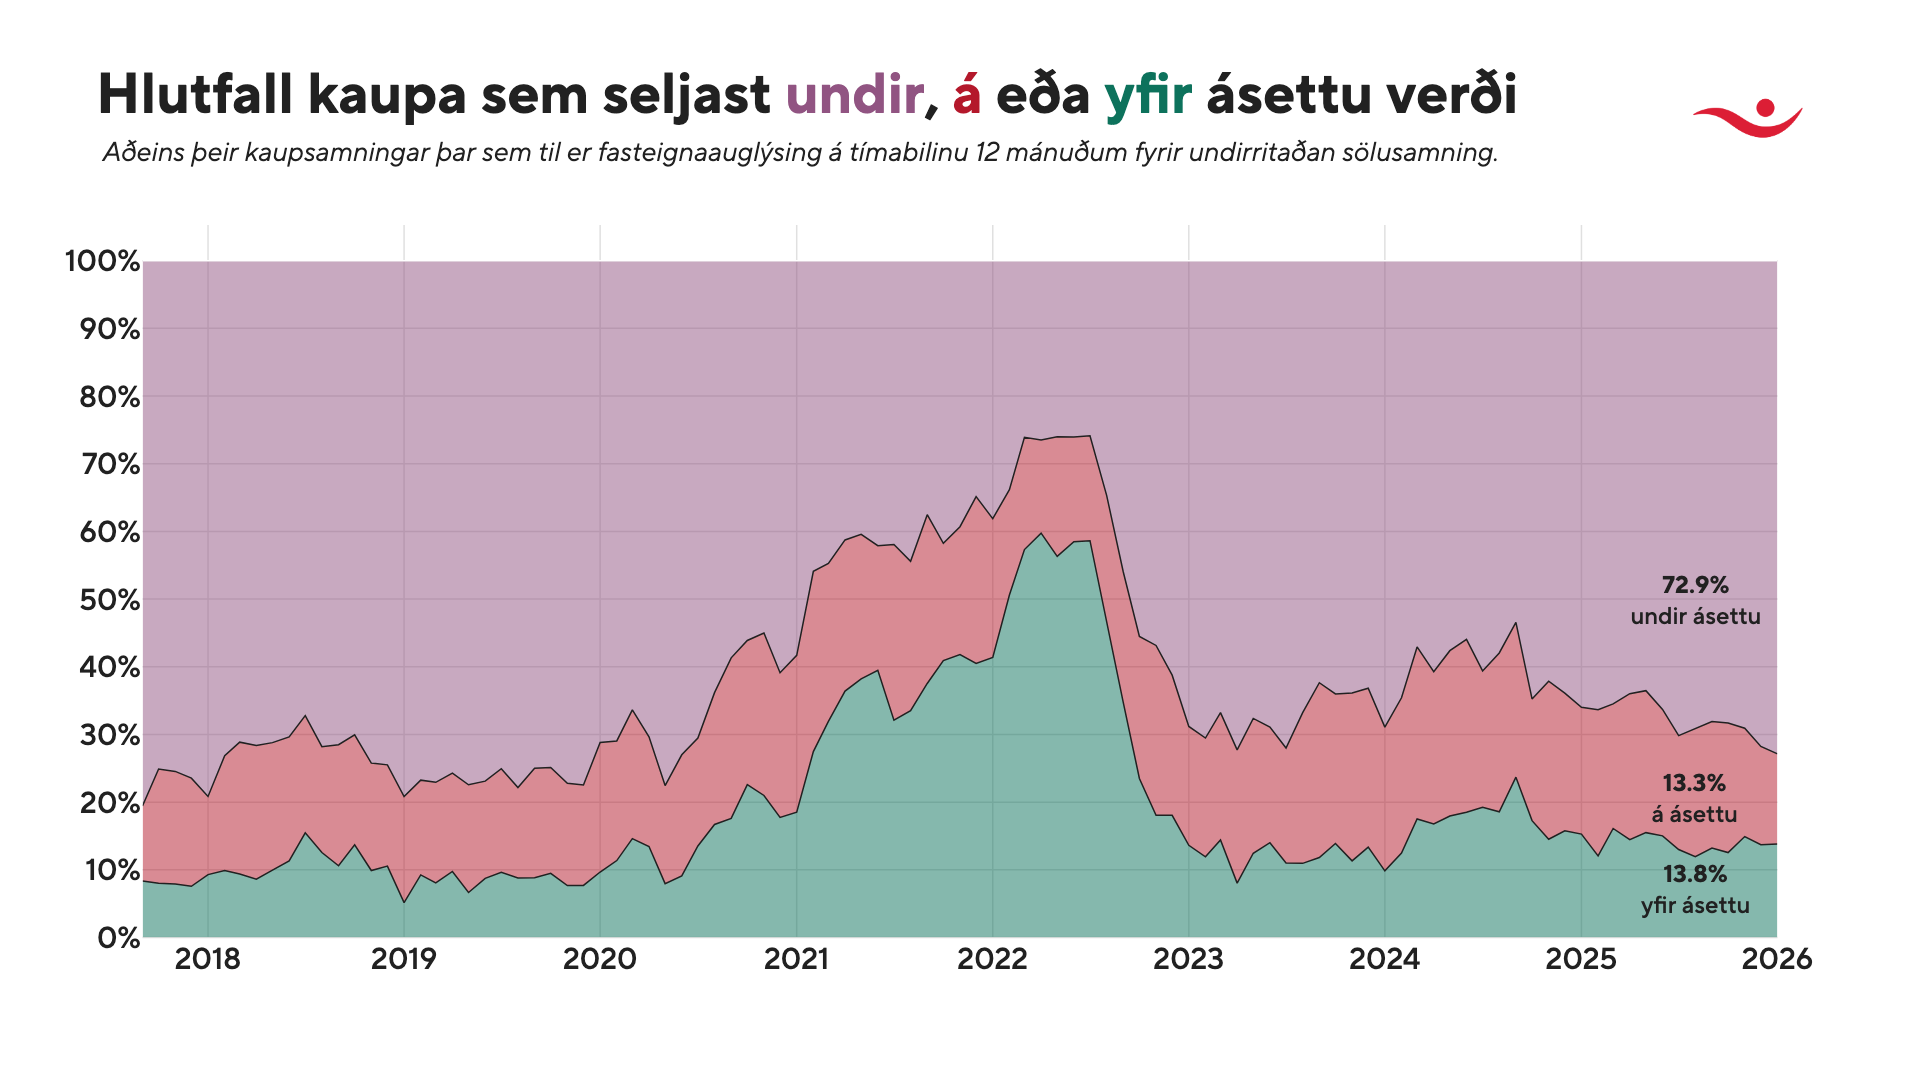 Hlutfall kaupa sem seljast undir, á eða yfir ásettu verði
Aðeins þeir kaupsamningar þar sem til er fasteignaauglýsing á tímabilinu 12 mánuðum fyrir undirritaðan sölusamning.
100%
90%
80%
70%
60%
50%
40%
30%
20%
10%
0%
72.9%
undir ásettu
13.3%
á ásettu
13.8%
yfir ásettu
2018 2019 2020 2021 2022 2023 2024 2025 2026